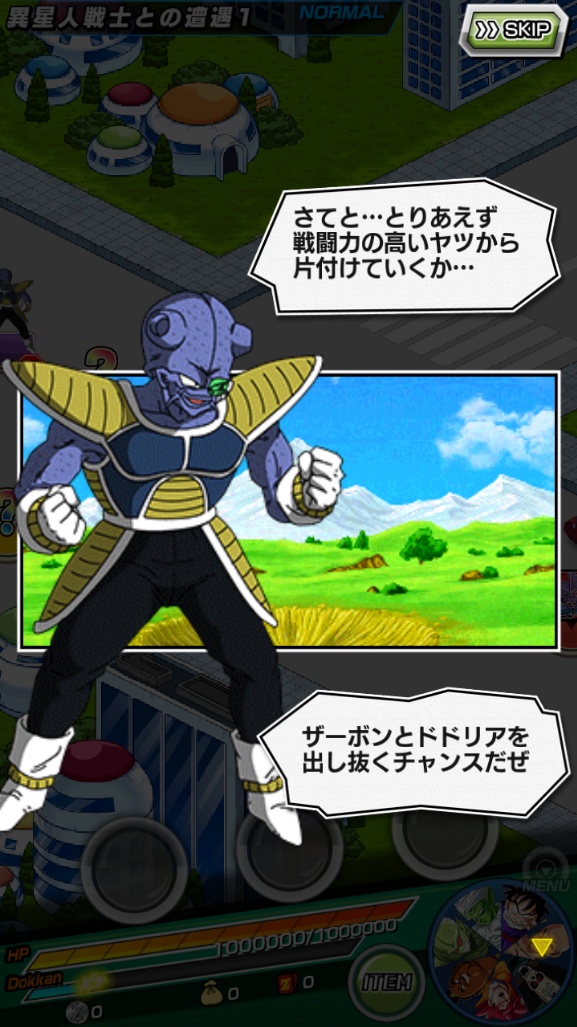 異星人戦士との遭遇1
NORMAL
SKIP
さてと…とりあえず
戦闘力の高いヤツから
片付けていくか…
ザーボンとドドリアを
出し抜くチャンスだぜ
MENU
HP
1000000/1000000
Dokkan
Z 0
0
Z 0
ITEM